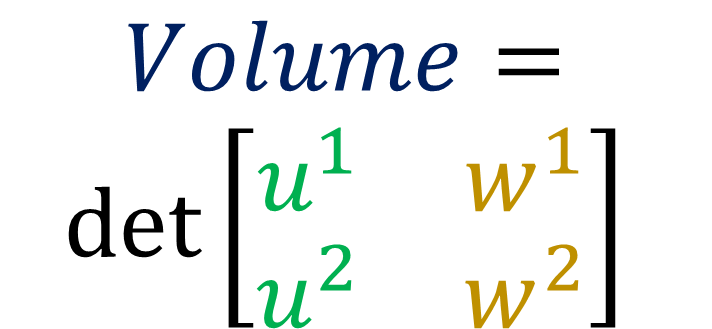 Volume =
det [u¹ w¹
u² w²]